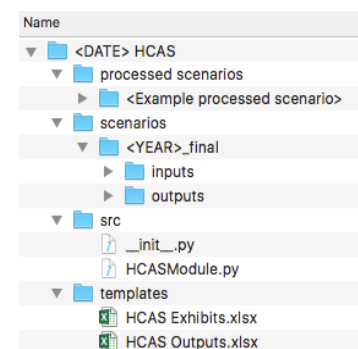 Name
<DATE> HCAS
processed scenarios
<Example processed scenario>
scenarios
<YEAR>_final
inputs
outputs
src
__init__.py
HCASModule.py
templates
HCAS Exhibits.xlsx
HCAS Outputs.xlsx